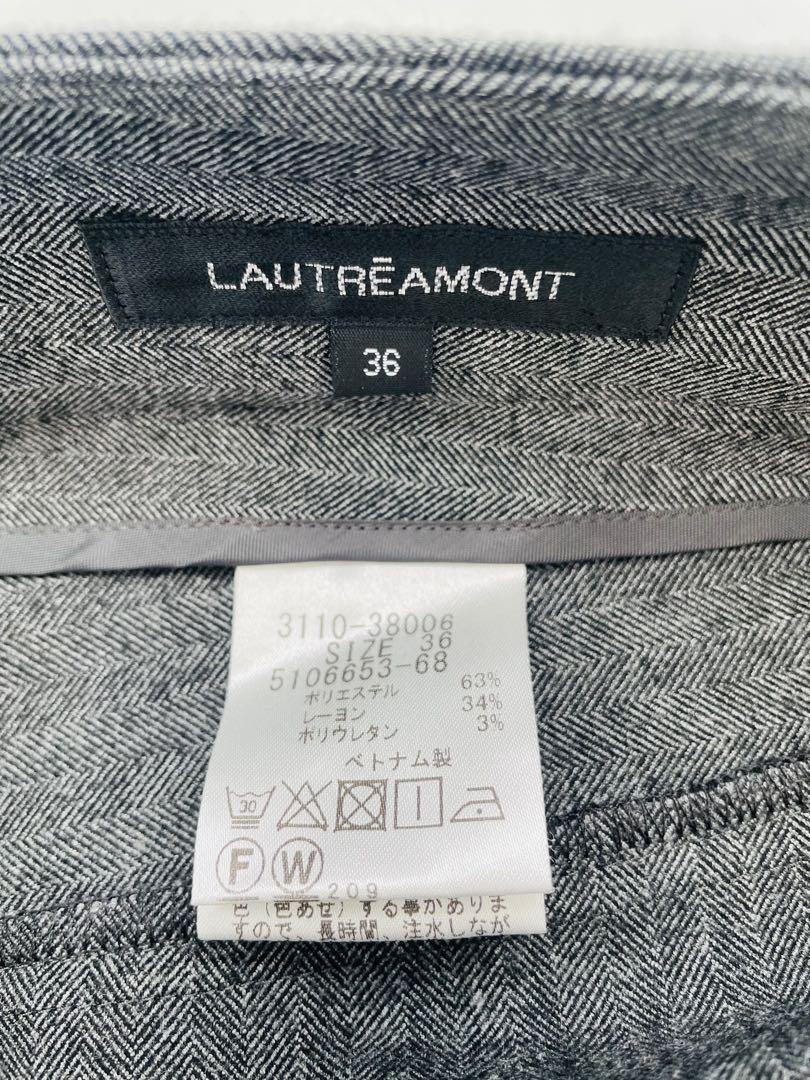 LAUTRĒAMONT
36
3110-38006
SIZE 36
5106653-68
ポリエステル 63%
レーヨン 34%
ポリウレタン 3%
ベトナム製
30
F W
209
色(色あせ)する事がありま
すので、長時間、注水しなが